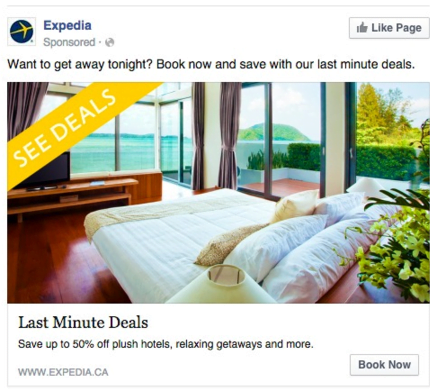 Expedia
Like Page
Sponsored ·
Want to get away tonight? Book now and save with our last minute deals.
SEE DEALS
Last Minute Deals
Save up to 50% off plush hotels, relaxing getaways and more.
WWW.EXPEDIA.CA
Book Now